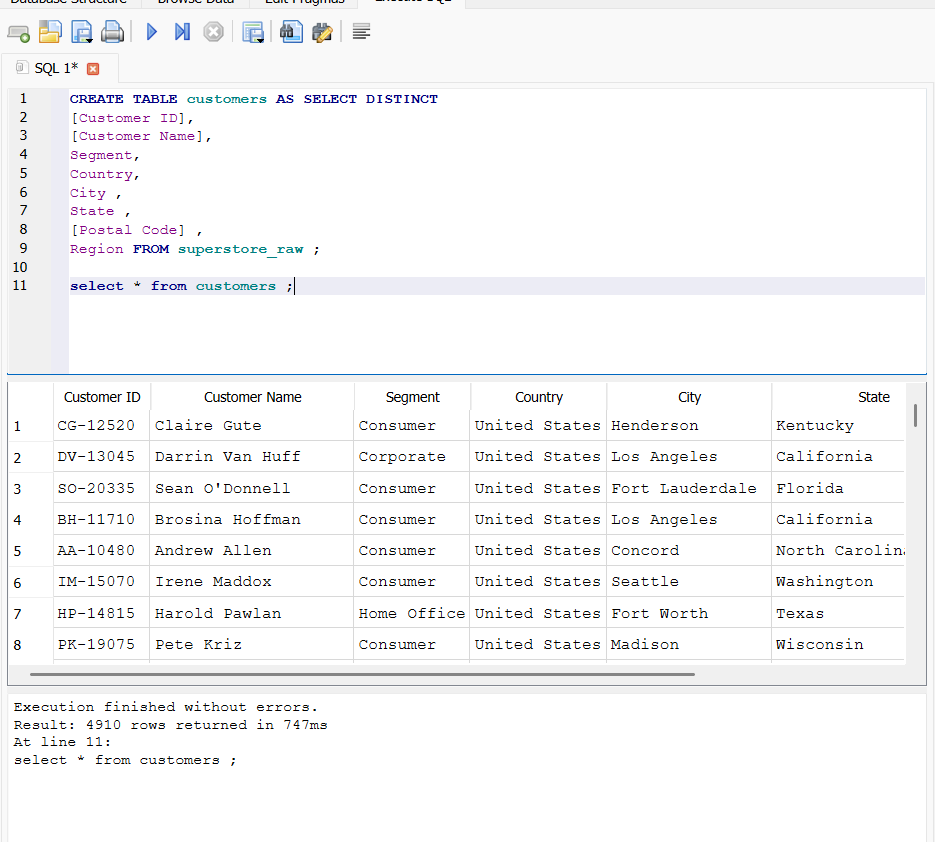 Database Structure Browse Data Edit Pragmas Execute SQL
SQL 1*
1 CREATE TABLE customers AS SELECT DISTINCT
2 [Customer ID],
3 [Customer Name],
4 Segment,
5 Country,
6 City ,
7 State ,
8 [Postal Code] ,
9 Region FROM superstore_raw ;
10
11 select * from customers ;
Customer ID Customer Name Segment Country City State
1 CG-12520 Claire Gute Consumer United States Henderson Kentucky
2 DV-13045 Darrin Van Huff Corporate United States Los Angeles California
3 SO-20335 Sean O'Donnell Consumer United States Fort Lauderdale Florida
4 BH-11710 Brosina Hoffman Consumer United States Los Angeles California
5 AA-10480 Andrew Allen Consumer United States Concord North Carolina
6 IM-15070 Irene Maddox Consumer United States Seattle Washington
7 HP-14815 Harold Pawlan Home Office United States Fort Worth Texas
8 PK-19075 Pete Kriz Consumer United States Madison Wisconsin
Execution finished without errors.
Result: 4910 rows returned in 747ms
At line 11:
select * from customers ;